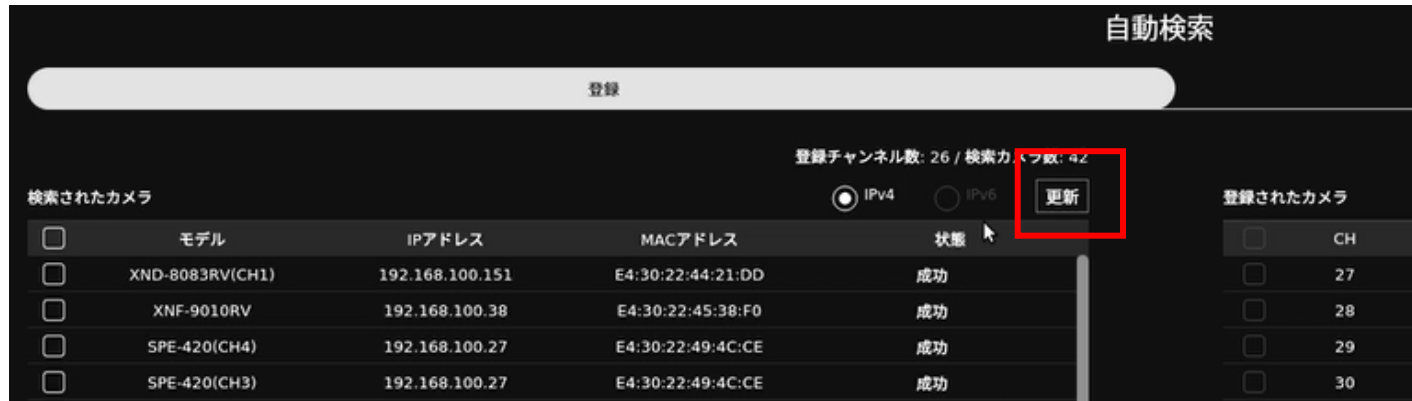 自動検索
登録
登録チャンネル数: 26 / 検索カメラ数: 42
検索されたカメラ IPv4 IPv6 更新 登録されたカメラ
モデル IPアドレス MACアドレス 状態 CH
XND-8083RV(CH1) 192.168.100.151 E4:30:22:44:21:DD 成功 27
XNF-9010RV 192.168.100.38 E4:30:22:45:38:F0 成功 28
SPE-420(CH4) 192.168.100.27 E4:30:22:49:4C:CE 成功 29
SPE-420(CH3) 192.168.100.27 E4:30:22:49:4C:CE 成功 30